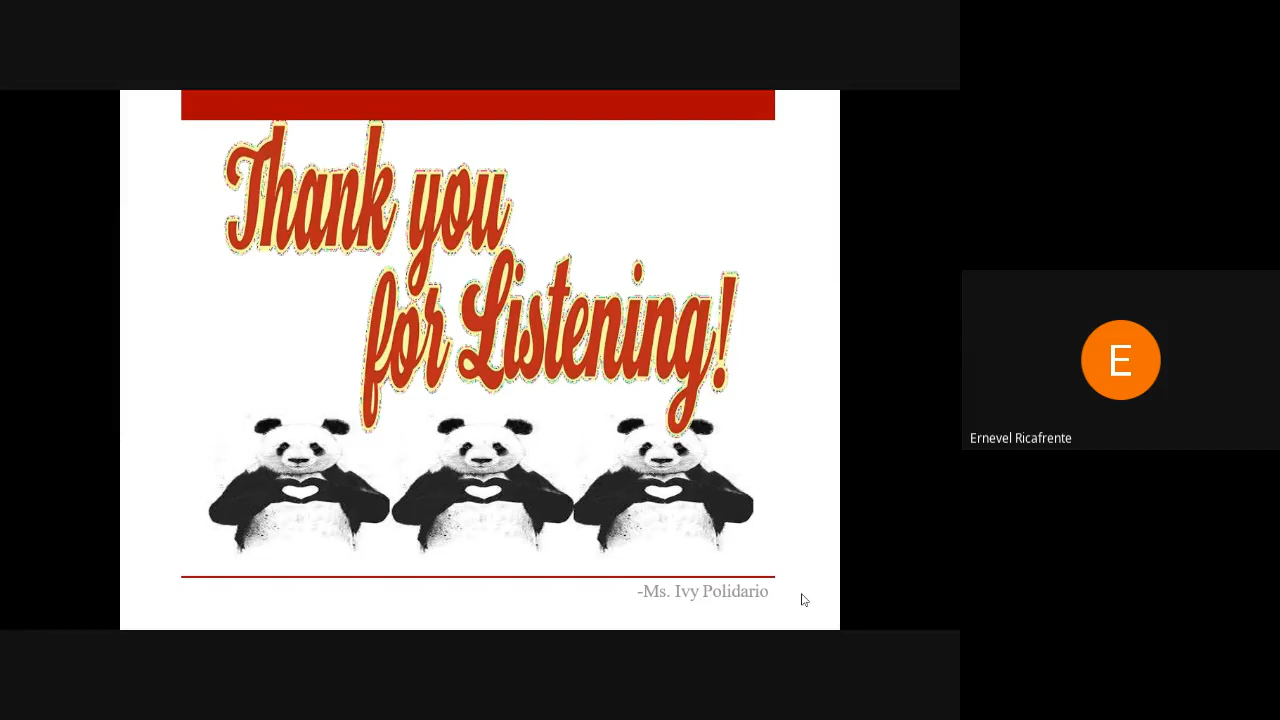 Thank you
for Listening!
-Ms. Ivy Polidario
E
Ernevel Ricafrente